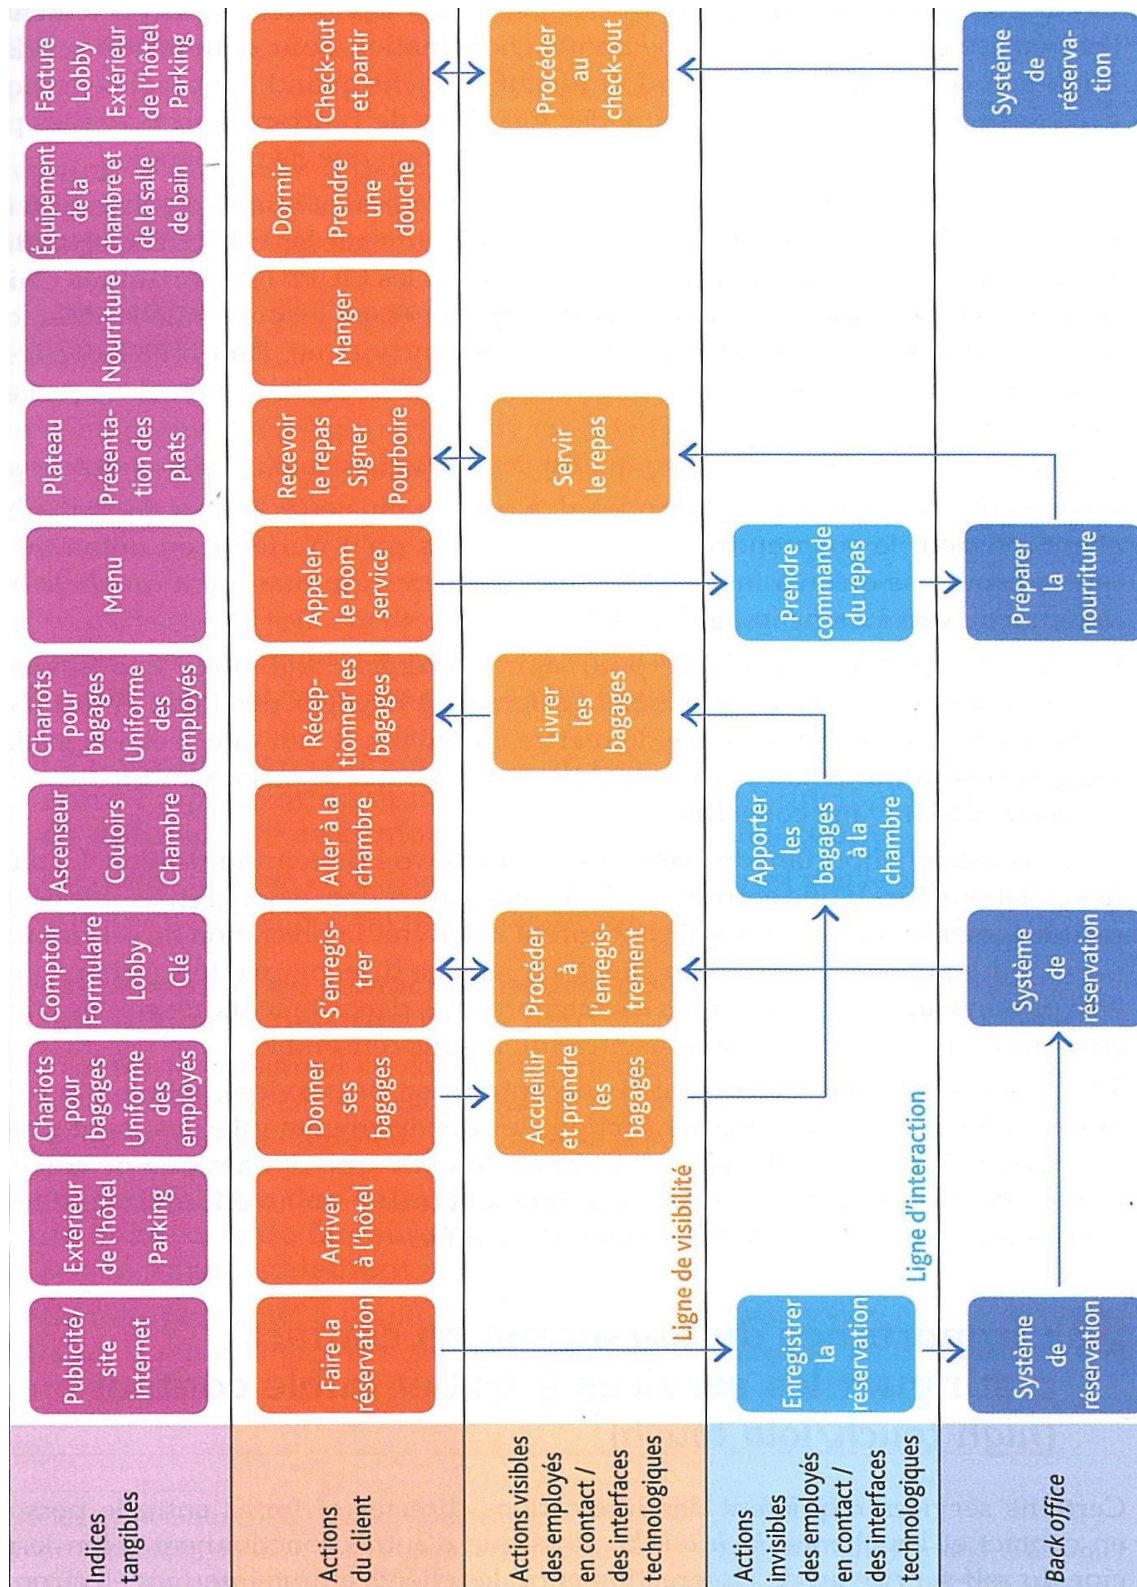 Indices
tangibles
Publicité/
site
internet
Extérieur
de l'hôtel
Parking
Chariots
pour
bagages
Uniforme
des
employés
Comptoir
Formulaire
Lobby
Clé
Ascenseur
Couloirs
Chambre
Chariots
pour
bagages
Uniforme
des
employés
Menu
Plateau
Présenta-
tion des
plats
Nourriture
Équipement
de la
chambre et
de la salle
de bain
Facture
Lobby
Extérieur
de l'hôtel
Parking
Actions
du client
Faire la
réservation
Arriver
à l'hôtel
Donner
ses
bagages
S'enregis-
trer
Aller à la
chambre
Récep-
tionner les
bagages
Appeler
le room
service
Recevoir
le repas
Signer
Pourboire
Manger
Dormir
Prendre
une
douche
Check-out
et partir
Actions visibles
des employés
en contact /
des interfaces
technologiques
Accueillir
et prendre
les
bagages
Procéder
à
l'enregis-
trement
Livrer
les
bagages
Servir
le repas
Procéder
au
check-out
Ligne de visibilité
Actions
invisibles
des employés
en contact /
des interfaces
technologiques
Enregistrer
la
réservation
Apporter
les
bagages
à la
chambre
Prendre
commande
du repas
Ligne d'interaction
Back office
Système
de
réservation
Système
de
réservation
Préparer
la
nourriture
Système
de
réserva-
tion